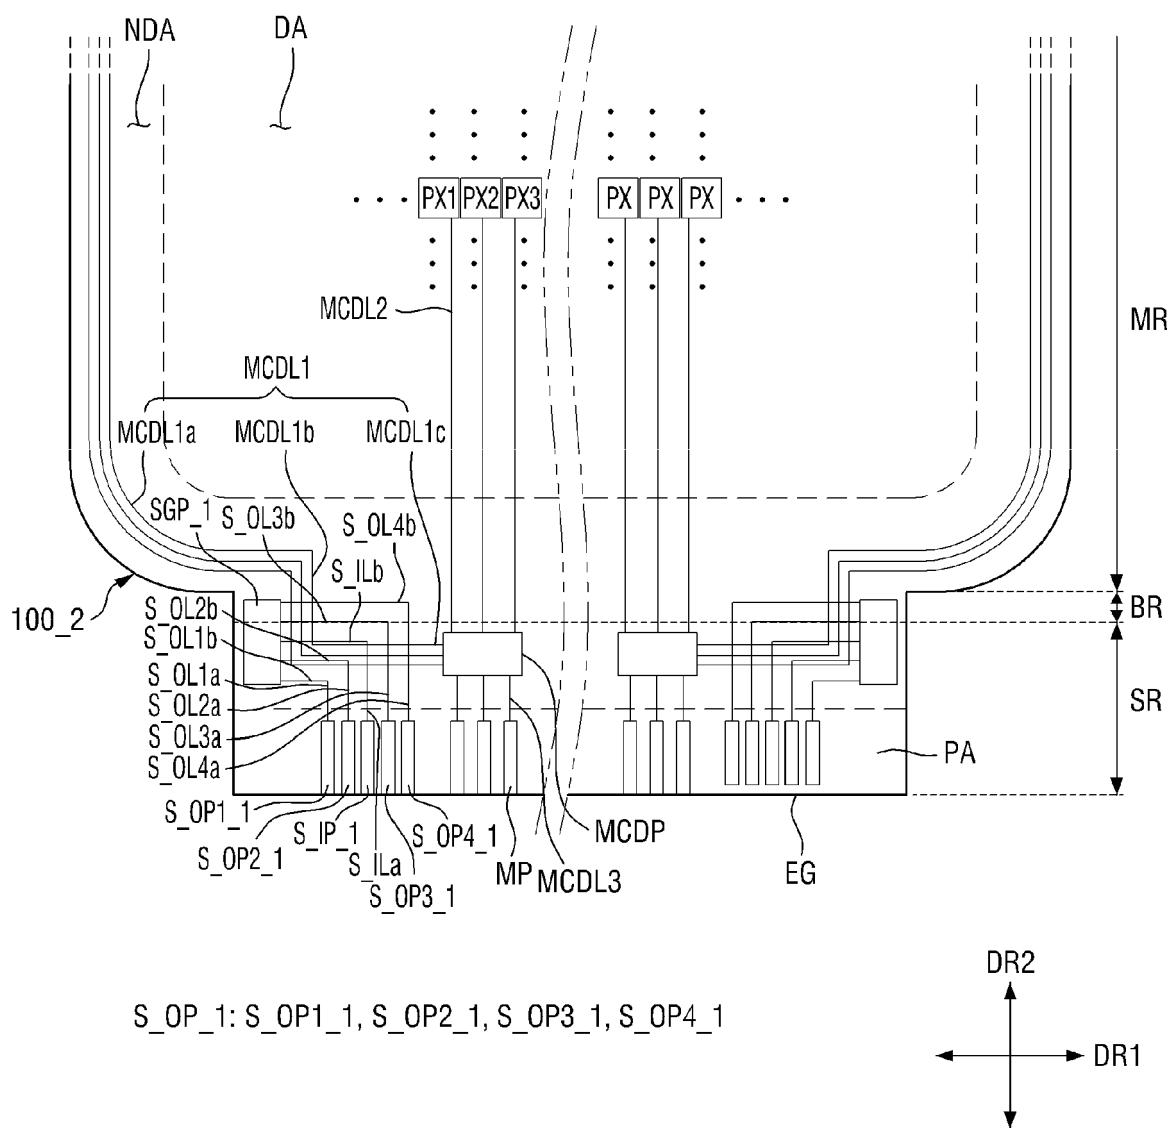 NDA
DA
PX1 PX2 PX3 PX PX PX
MCDL2
MR
MCDL1
MCDL1a MCDL1b MCDL1c
SGP_1
S_OL3b
S_OL4b
S_ILb
100_2
S_OL2b
S_OL1b
S_OL1a
S_OL2a
S_OL3a
S_OL4a
BR
SR
PA
S_OP1_1
S_OP2_1
S_IP_1
S_ILa
S_OP3_1
S_OP4_1
MP
MCDL3
MCDP
EG
S_OP_1: S_OP1_1, S_OP2_1, S_OP3_1, S_OP4_1
DR2
DR1